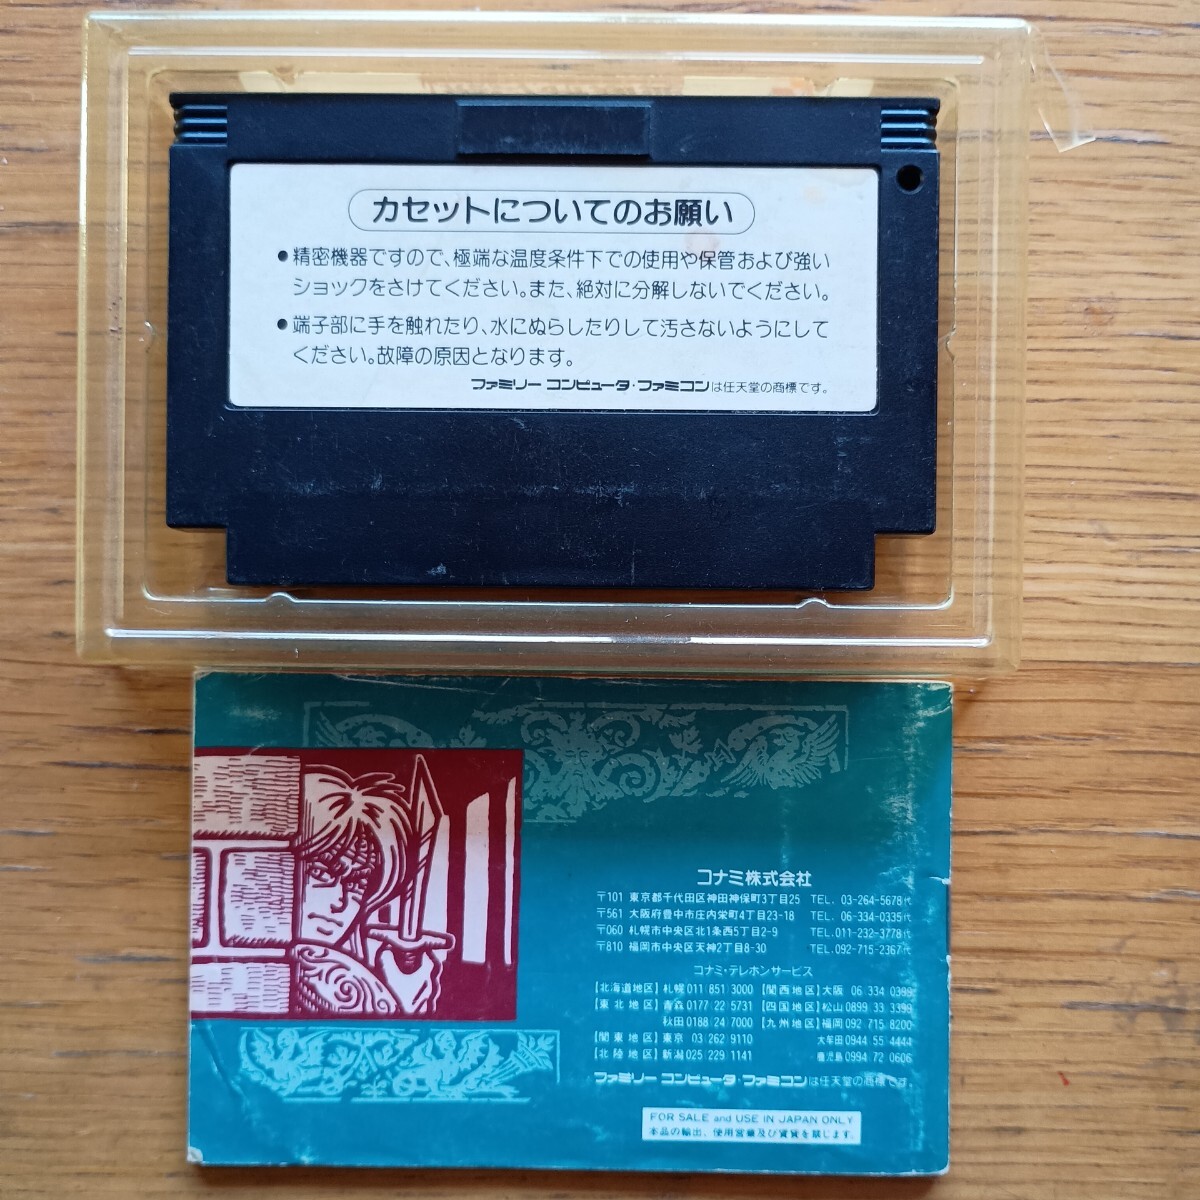 カセットについてのお願い
●精密機器ですので、極端な温度条件下での使用や保管および強い
ショックをさけてください。また、絶対に分解しないでください。
●端子部に手を触れたり、水にぬらしたりして汚さないようにして
ください。故障の原因となります。
ファミリーコンピュータ・ファミコンは任天堂の商標です。
コナミ株式会社
〒101 東京都千代田区神田神保町3丁目25 TEL. 03-264-5678代
〒561 大阪府豊中市庄内栄町4丁目23-18 TEL. 06-334-0335代
〒060 札幌市中央区北1条西5丁目2-9 TEL.011-232-3778代
〒810 福岡市中央区天神2丁目8-30 TEL.092-715-2367代
コナミ・テレホンサービス
【北海道地区】札幌 011 851 3000 【関西地区】大阪 06 334 0399
【東北地区】青森 0177 22 5731 【四国地区】松山 0899 33 3399
秋田 0188 24 7000 【九州地区】福岡 092 715 8200
【関東地区】東京 03 262 9110 大牟田 0944 55 4444
【北陸地区】新潟 025 229 1141 鹿児島 0994 72 0606
ファミリーコンピュータ・ファミコンは任天堂の商標です。
FOR SALE and USE IN JAPAN ONLY
本品の輸出、使用営業及び賃貸を禁じます。